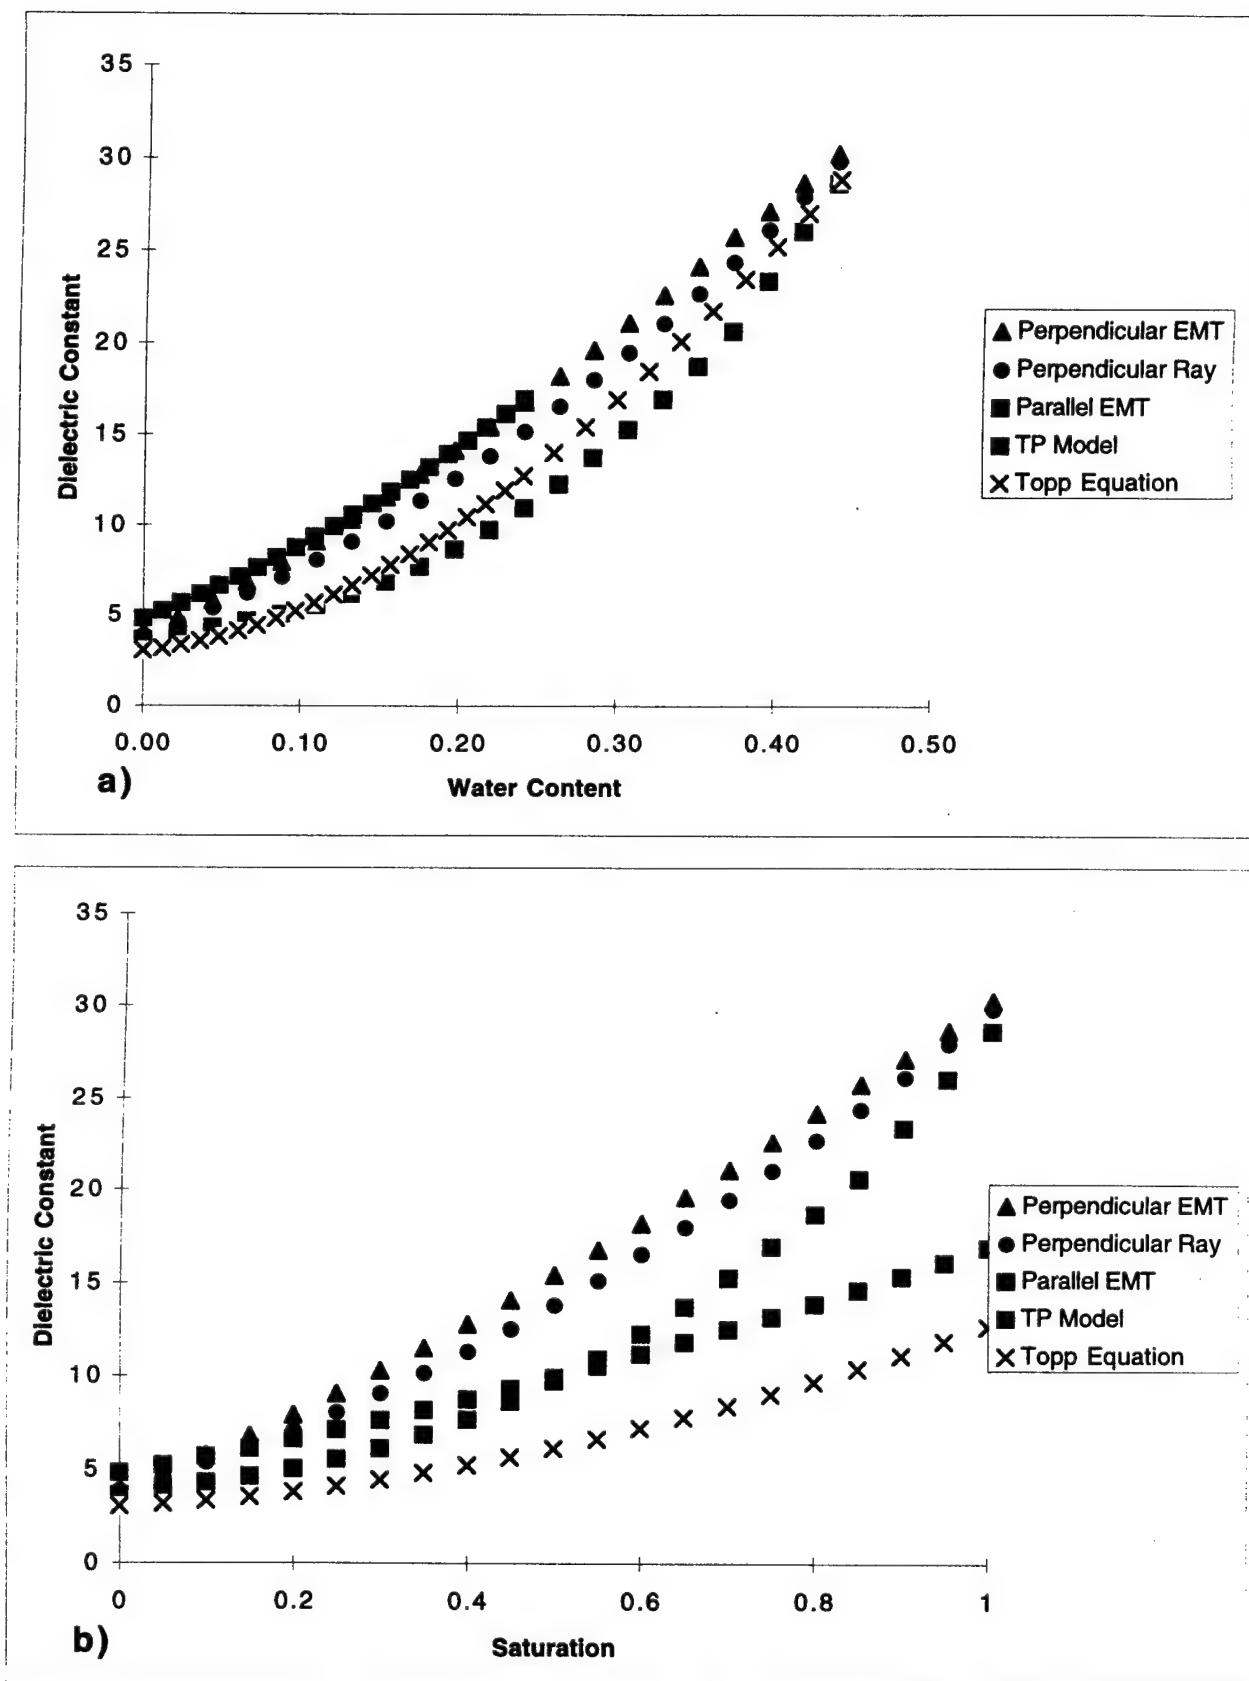 35
30
25
20
15
10
5
0
Dielectric Constant
0.00 0.10 0.20 0.30 0.40 0.50
Water Content
a)
Perpendicular EMT
Perpendicular Ray
Parallel EMT
TP Model
Topp Equation
35
30
25
20
15
10
5
0
Dielectric Constant
0 0.2 0.4 0.6 0.8 1
Saturation
b)
Perpendicular EMT
Perpendicular Ray
Parallel EMT
TP Model
Topp Equation